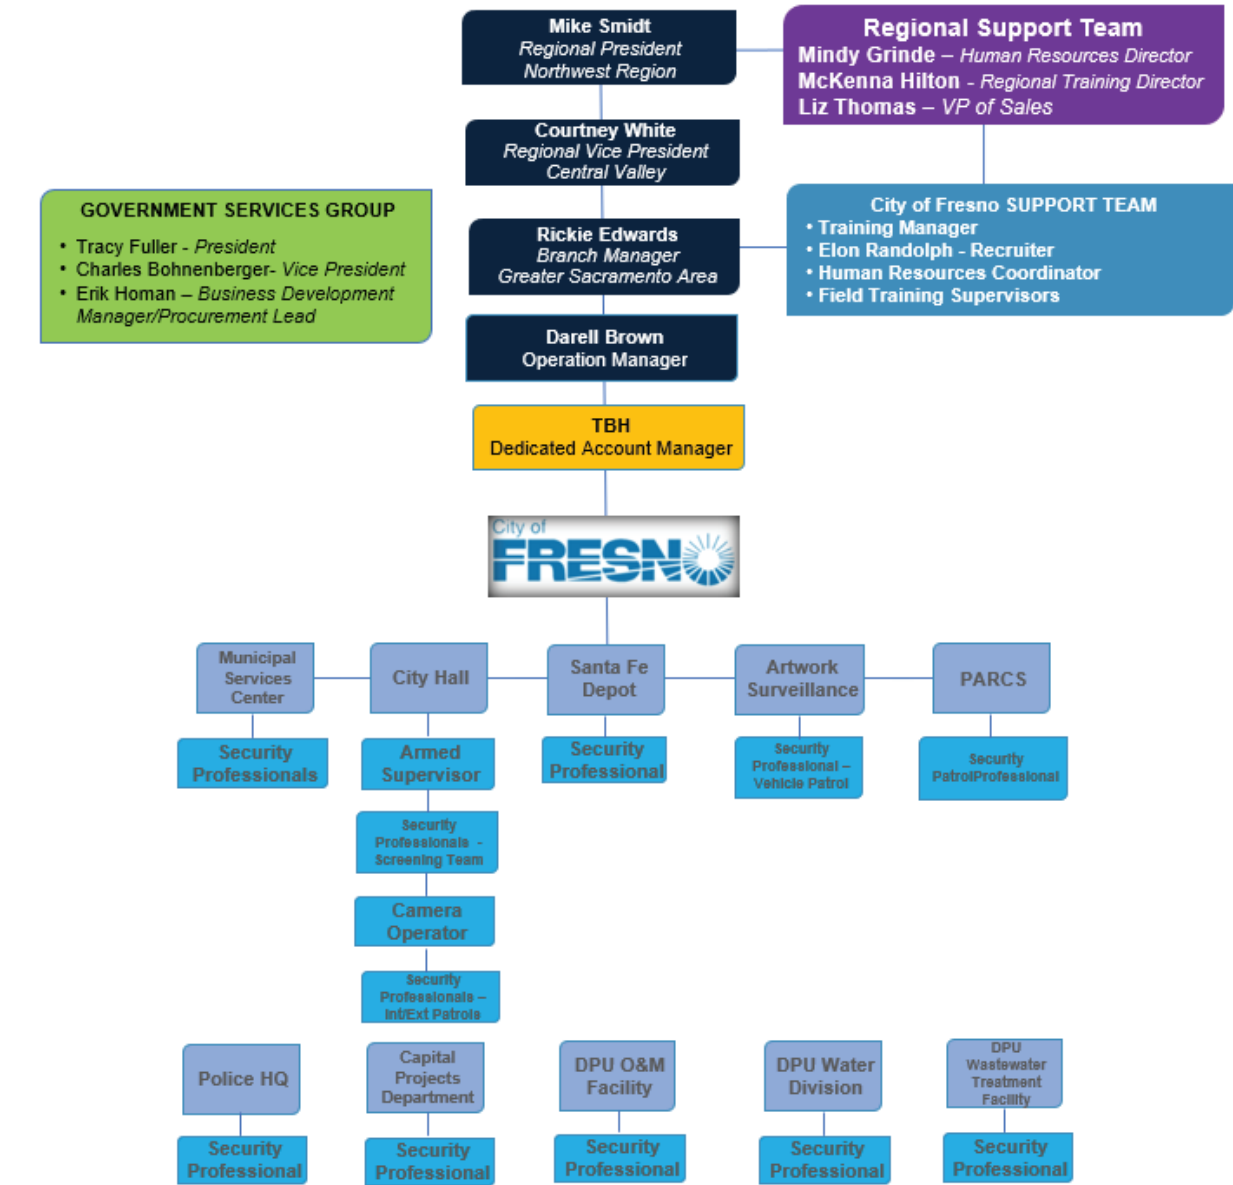 Mike Smidt
Regional President
Northwest Region
Regional Support Team
Mindy Grinde – Human Resources Director
McKenna Hilton - Regional Training Director
Liz Thomas – VP of Sales
Courtney White
Regional Vice President
Central Valley
GOVERNMENT SERVICES GROUP
• Tracy Fuller - President
• Charles Bohnenberger- Vice President
• Erik Homan – Business Development
Manager/Procurement Lead
Rickie Edwards
Branch Manager
Greater Sacramento Area
City of Fresno SUPPORT TEAM
• Training Manager
• Elon Randolph - Recruiter
• Human Resources Coordinator
• Field Training Supervisors
Darell Brown
Operation Manager
TBH
Dedicated Account Manager
City of
FRESNO
Municipal
Services
Center
City Hall
Santa Fe
Depot
Artwork
Surveillance
PARCS
Security
Professionals
Armed
Supervisor
Security
Professional
Security
Professional –
Vehicle Patrol
Security
PatrolProfessional
Security
Professionals -
Screening Team
Camera
Operator
Security
Professionals –
Int/Ext Patrols
Police HQ
Capital
Projects
Department
DPU O&M
Facility
DPU Water
Division
DPU
Wastewater
Treatment
Facility
Security
Professional
Security
Professional
Security
Professional
Security
Professional
Security
Professional